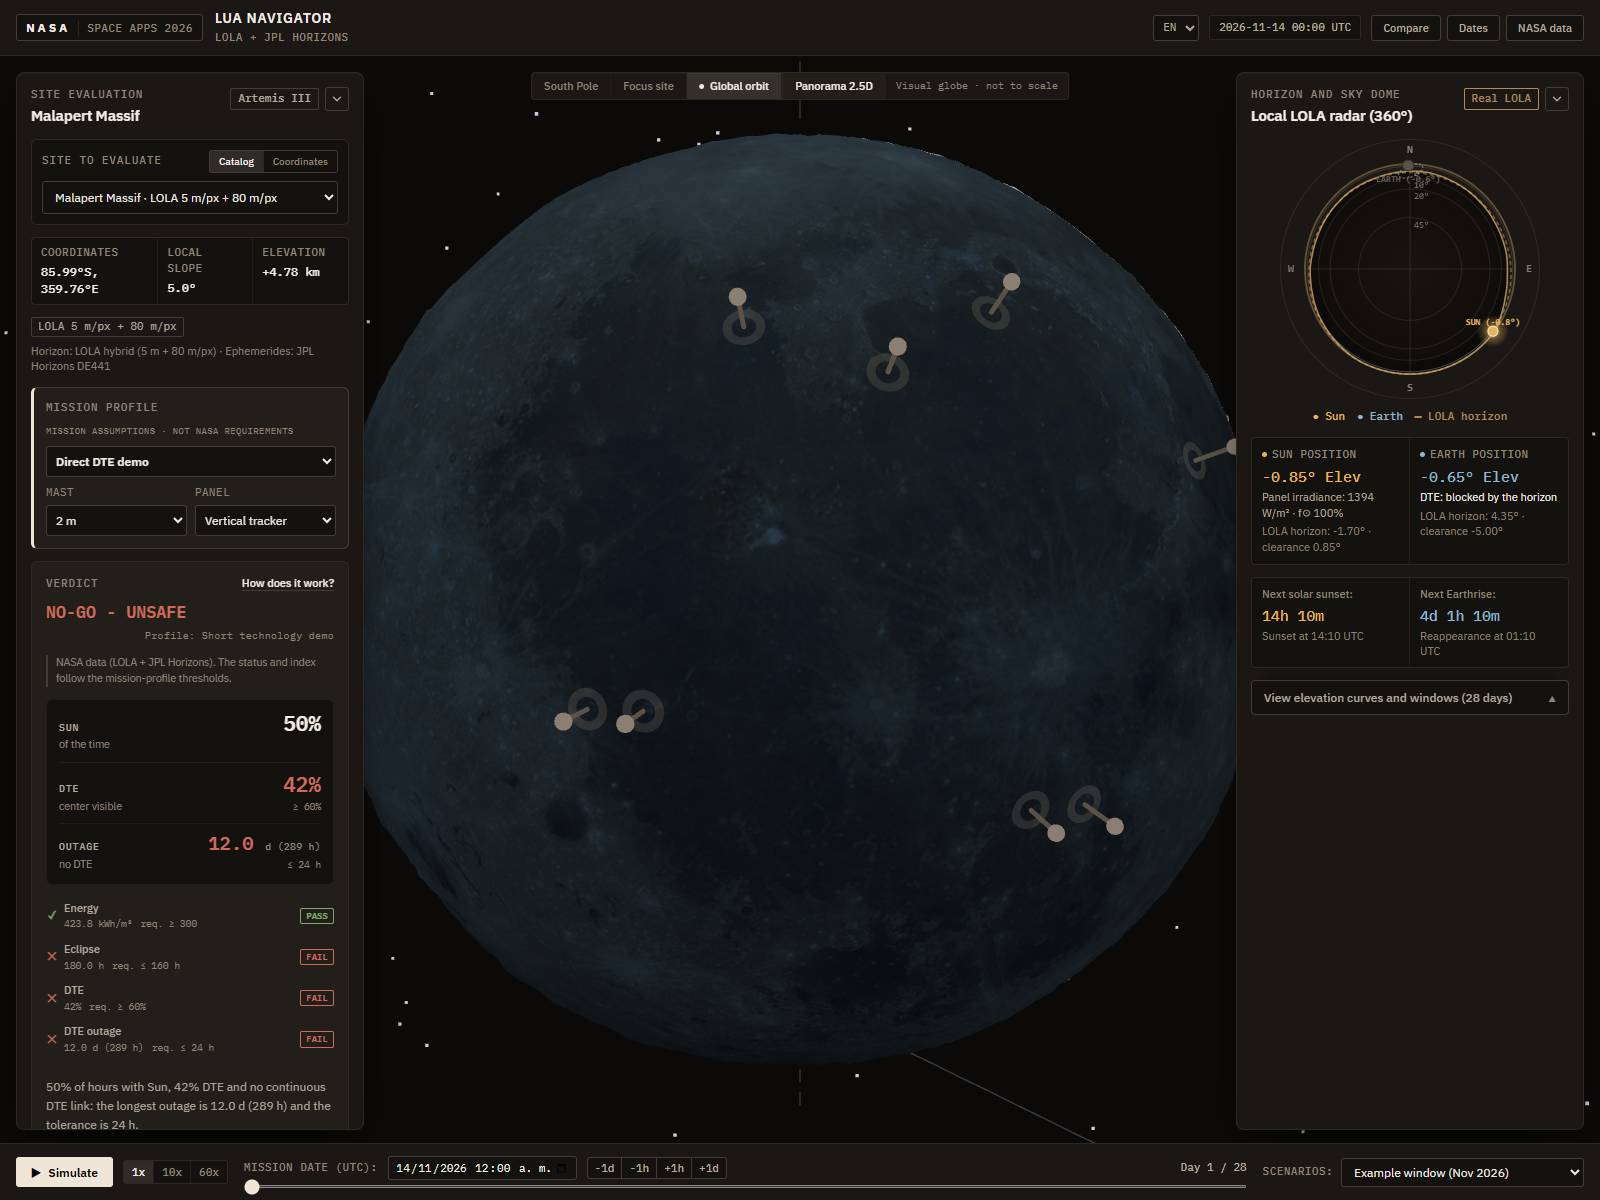 NASA SPACE APPS 2026
LUA NAVIGATOR
LOLA + JPL HORIZONS
EN
2026-11-14 00:00 UTC
Compare
Dates
NASA data
SITE EVALUATION
Malapert Massif
Artemis III
SITE TO EVALUATE
Catalog
Coordinates
Malapert Massif · LOLA 5 m/px + 80 m/px
COORDINATES
85.99°S,
359.76°E
LOCAL
SLOPE
5.0°
ELEVATION
+4.78 km
LOLA 5 m/px + 80 m/px
Horizon: LOLA hybrid (5 m + 80 m/px) · Ephemerides: JPL
Horizons DE441
MISSION PROFILE
MISSION ASSUMPTIONS · NOT NASA REQUIREMENTS
Direct DTE demo
MAST
2 m
PANEL
Vertical tracker
VERDICT
How does it work?
NO-GO - UNSAFE
Profile: Short technology demo
NASA data (LOLA + JPL Horizons). The status and index
follow the mission-profile thresholds.
SUN
of the time
50%
DTE
center visible
42%
≥ 60%
OUTAGE
no DTE
12.0 d (289 h)
≤ 24 h
Energy
423.8 kWh/m² req. ≥ 300
PASS
Eclipse
180.0 h req. ≤ 160 h
FAIL
DTE
42% req. ≥ 60%
FAIL
DTE outage
12.0 d (289 h) req. ≤ 24 h
FAIL
50% of hours with Sun, 42% DTE and no continuous
DTE link: the longest outage is 12.0 d (289 h) and the
tolerance is 24 h.
South Pole
Focus site
Global orbit
Panorama 2.5D
Visual globe · not to scale
HORIZON AND SKY DOME
Local LOLA radar (360°)
Real LOLA
N
EARTH (-0.6°)
10°
20°
45°
W
E
SUN (-0.8°)
S
Sun
Earth
LOLA horizon
SUN POSITION
-0.85° Elev
Panel irradiance: 1394
W/m² · f⊙ 100%
LOLA horizon: -1.70° ·
clearance 0.85°
EARTH POSITION
-0.65° Elev
DTE: blocked by the horizon
LOLA horizon: 4.35° ·
clearance -5.00°
Next solar sunset:
14h 10m
Sunset at 14:10 UTC
Next Earthrise:
4d 1h 10m
Reappearance at 01:10
UTC
View elevation curves and windows (28 days)
Simulate
1x
10x
60x
MISSION DATE (UTC):
14/11/2026 12:00 a. m.
-1d
-1h
+1h
+1d
Day 1 / 28
SCENARIOS:
Example window (Nov 2026)